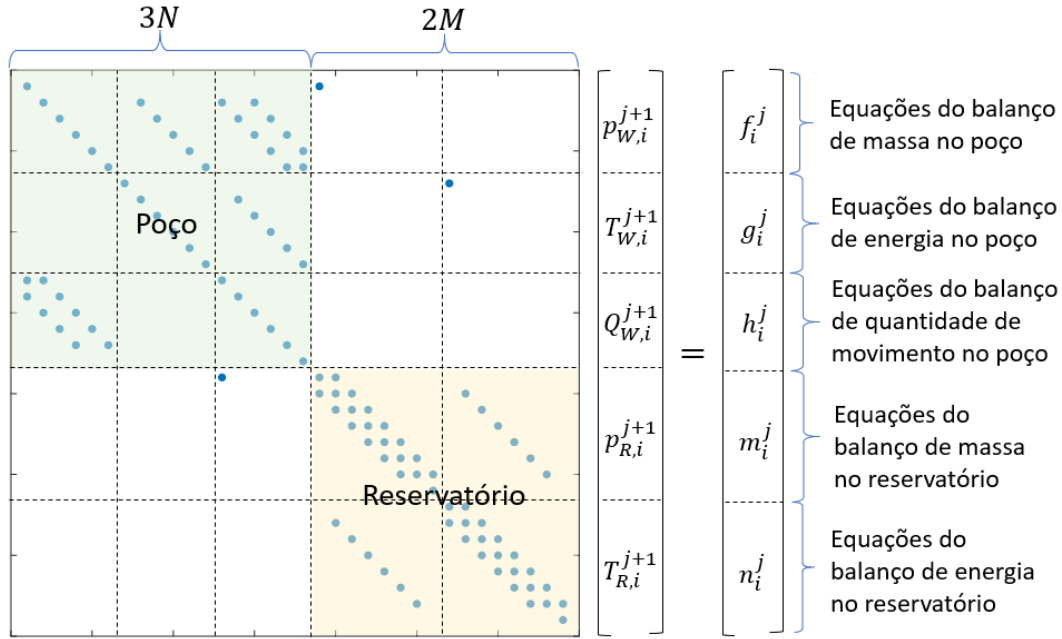 3N
2M
Poço
Reservatório
p_{W,i}^{j+1}
T_{W,i}^{j+1}
Q_{W,i}^{j+1}
p_{R,i}^{j+1}
T_{R,i}^{j+1}
=
f_i^j
g_i^j
h_i^j
m_i^j
n_i^j
Equações do balanço
de massa no poço
Equações do balanço
de energia no poço
Equações do balanço
de quantidade de
movimento no poço
Equações do
balanço de massa
no reservatório
Equações do
balanço de energia
no reservatório